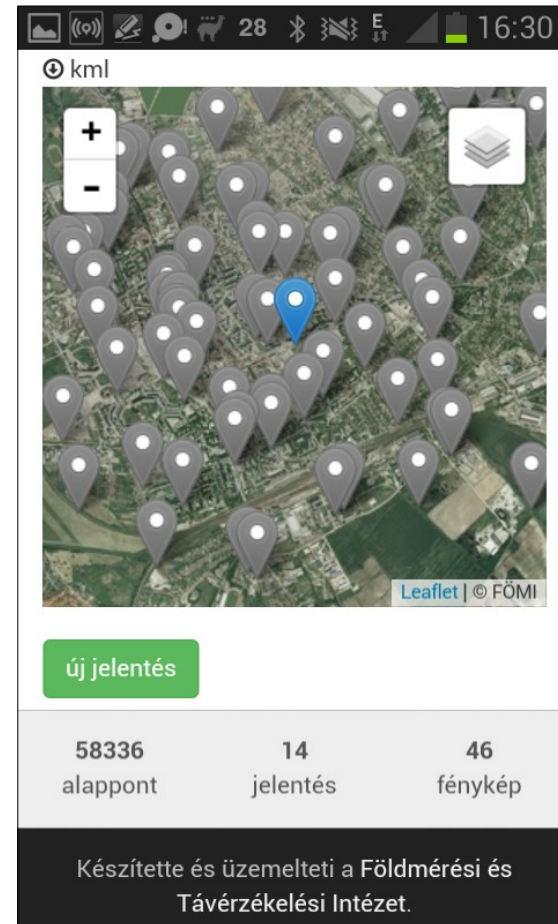 28 E 16:30
kml
+
-
Leaflet | © FÖMI
új jelentés
58336 14 46
alappont jelentés fénykép
Készítette és üzemelteti a Földmérési és
Távérzékelési Intézet.